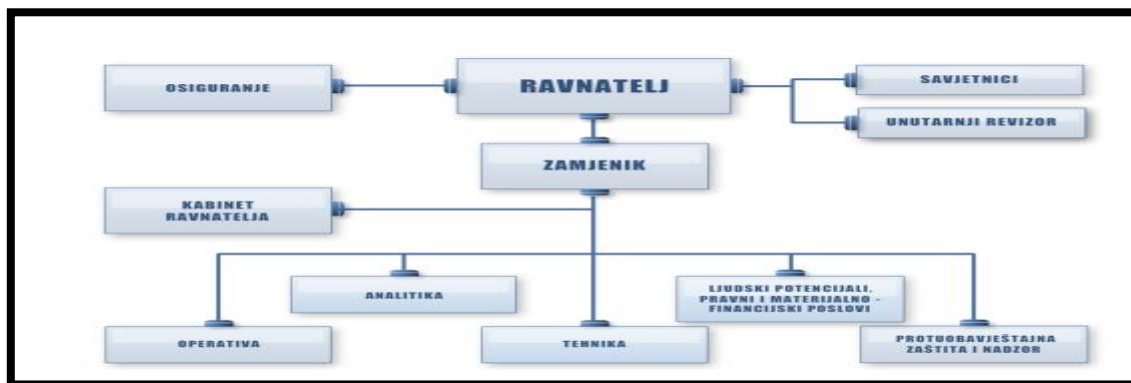 OSIGURANJE
RAVNATELJ
SAVJETNICI
UNUTARNJI REVIZOR
ZAMJENIK
KABINET
RAVNATELJA
ANALITIKA
LJUDSKI POTENCIJALI,
PRAVNI I MATERIJALNO -
FINANCIJSKI POSLOVI
OPERATIVA
TEHNIKA
PROTUOBAVJEŠTAJNA
ZAŠTITA I NADZOR